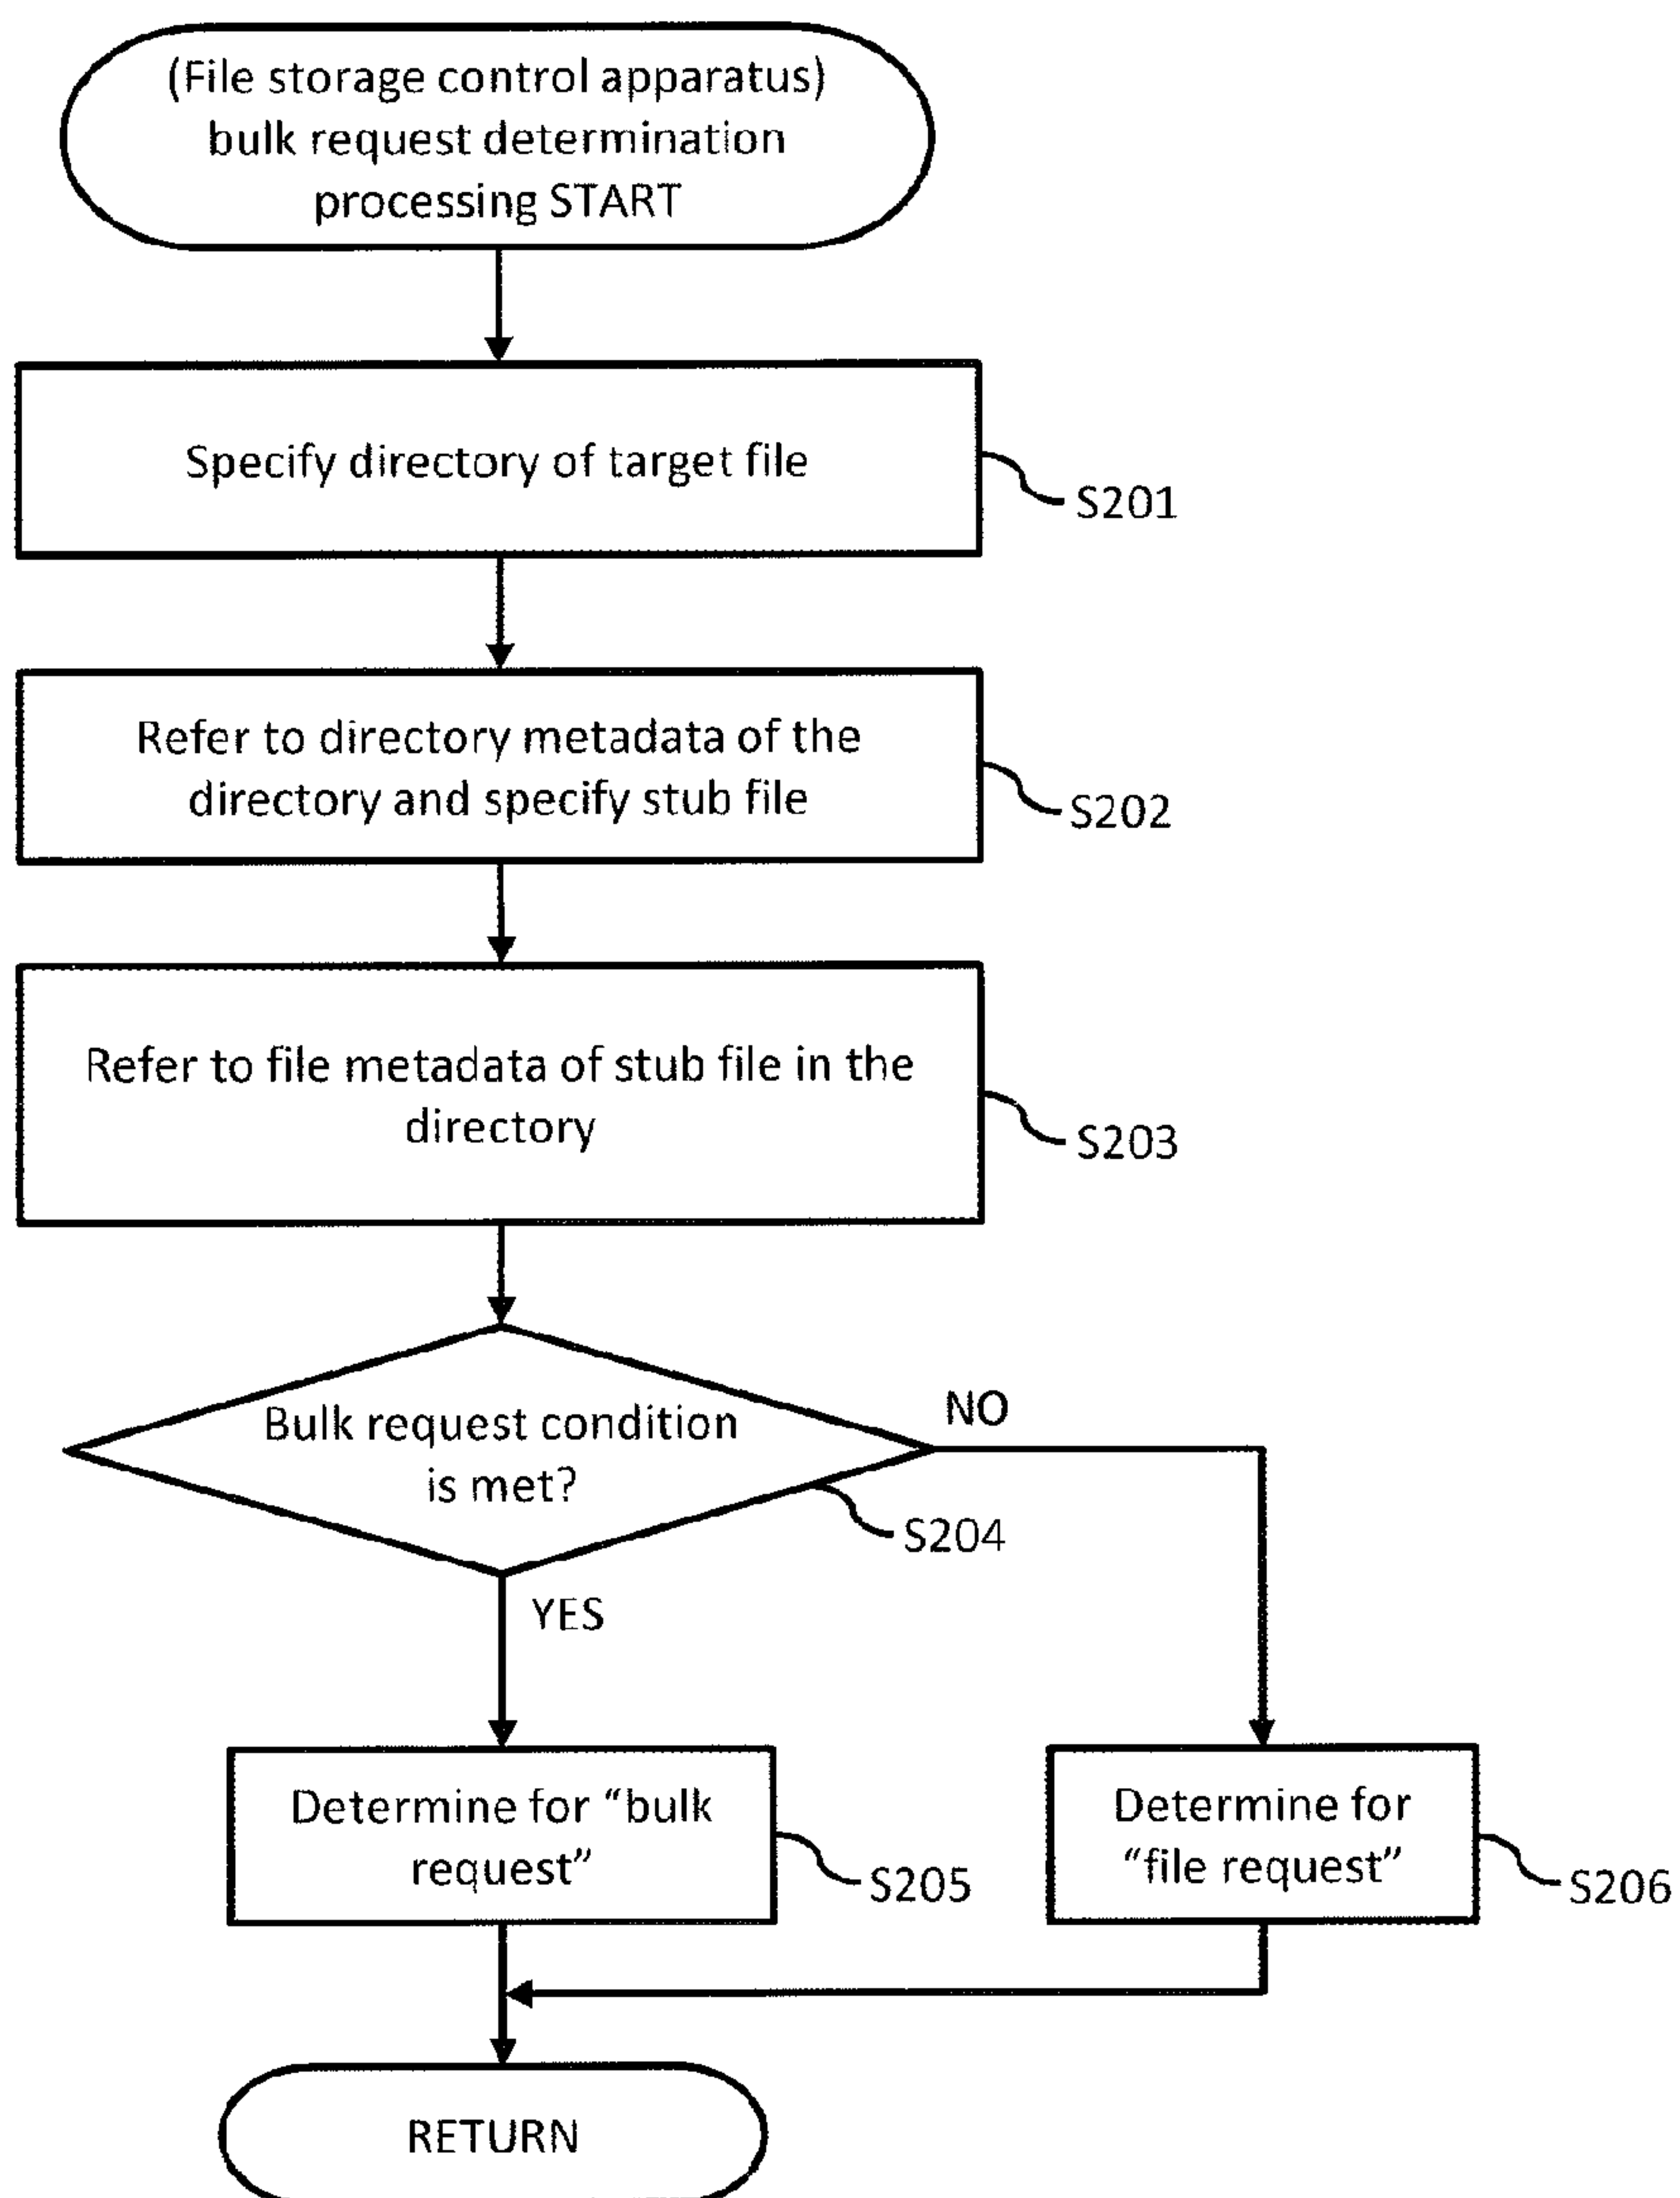 (File storage control apparatus)
bulk request determination
processing START
Specify directory of target file
S201
Refer to directory metadata of the
directory and specify stub file
S202
Refer to file metadata of stub file in the
directory
S203
Bulk request condition
is met?
NO
S204
YES
Determine for “bulk
request”
S205
Determine for
“file request”
S206
RETURN